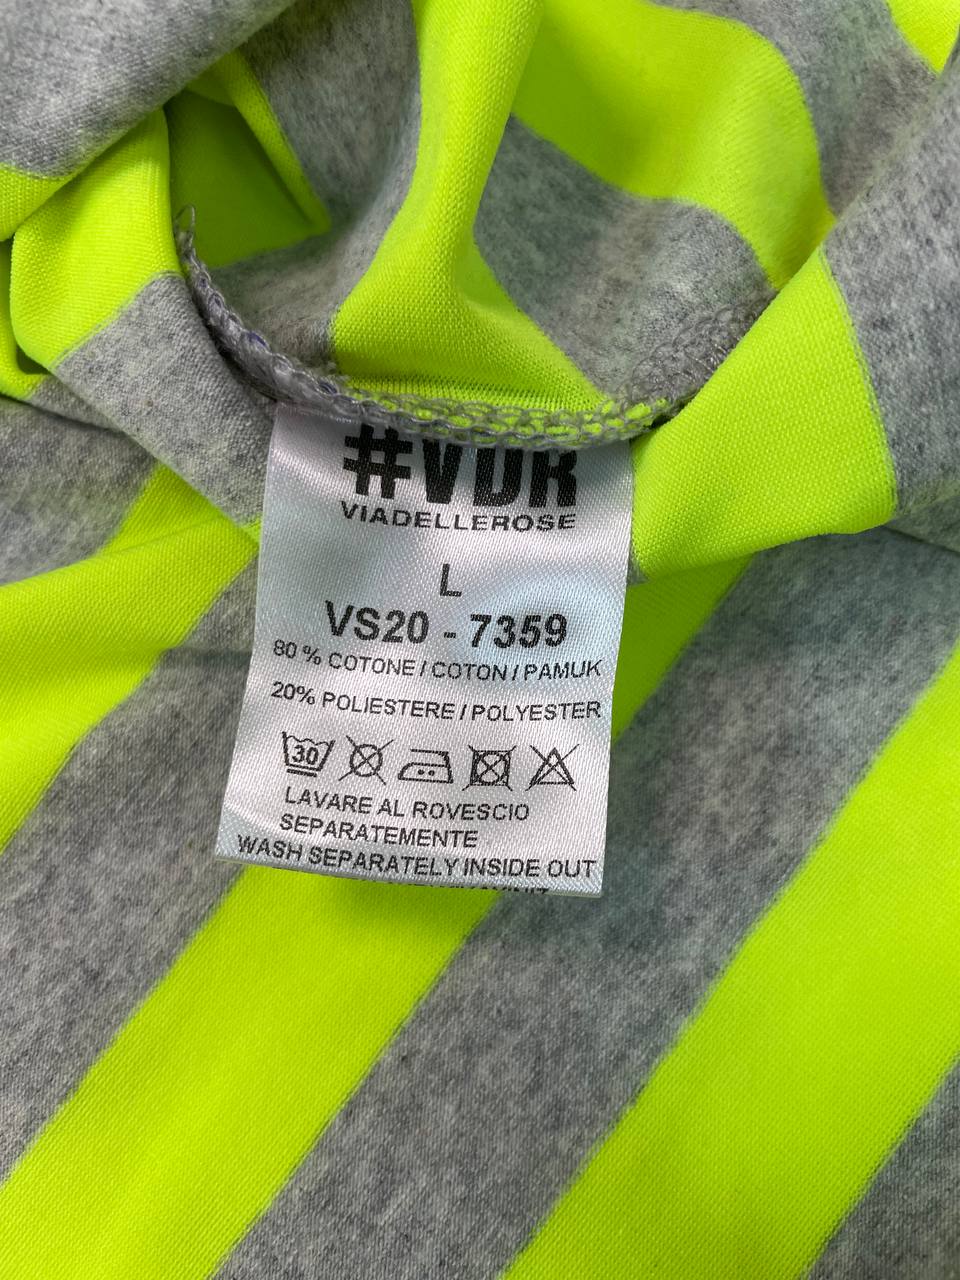 #VDR
VIADELLEROSE
L
VS20 - 7359
80 % COTONE / COTON / PAMUK
20% POLIESTERE / POLYESTER
30
LAVARE AL ROVESCIO
SEPARATEMENTE
WASH SEPARATELY INSIDE OUT